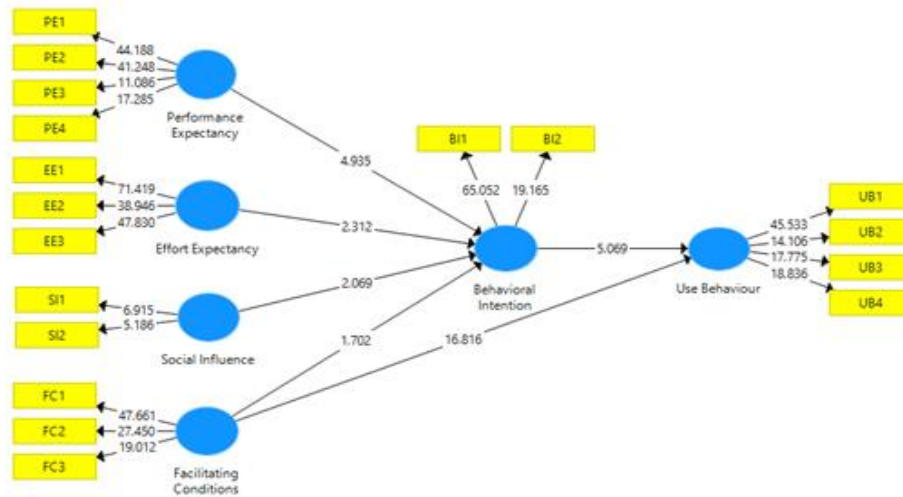 PE1
44.188
PE2
41.248
PE3
11.086
17.285
PE4
Performance
Expectancy
BI1
BI2
4.935
65.052
19.165
EE1
71.419
EE2
38.946
EE3
47.830
Effort Expectancy
2.312
UB1
45.533
UB2
14.106
UB3
17.775
18.836
UB4
5.069
Behavioral
Intention
Use Behaviour
SI1
6.915
SI2
5.186
Social Influence
2.069
1.702
16.816
FC1
47.661
FC2
27.450
FC3
19.012
Facilitating
Conditions